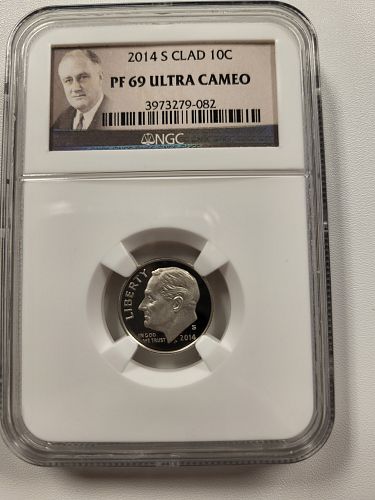 2014 S CLAD 10C
PF 69 ULTRA CAMEO
3973279-082
NGC
LIBERTY
IN GOD
WE TRUST
S
2014